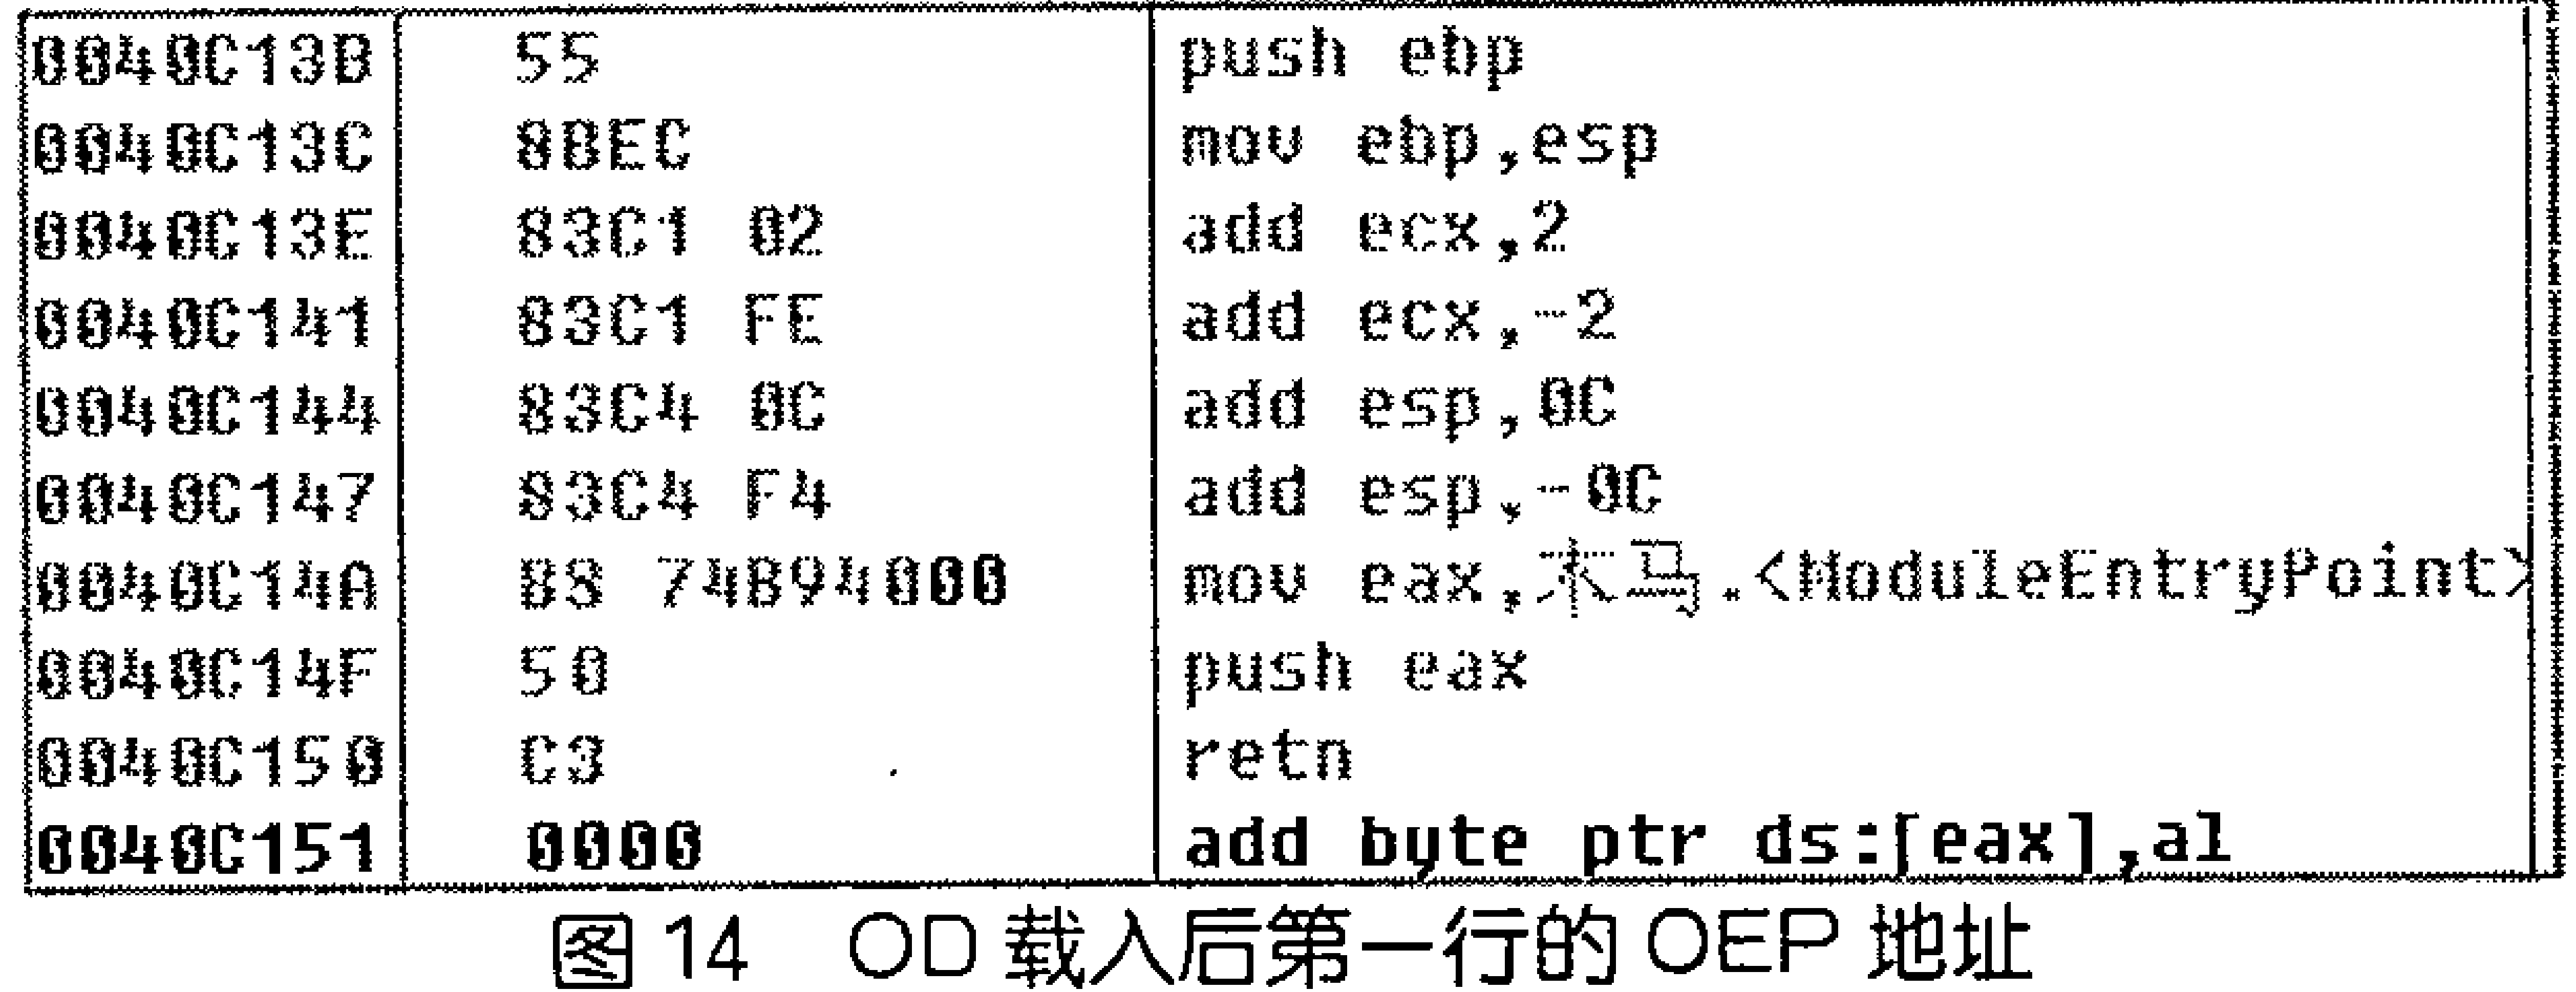 0040C13B 55 push ebp
0040C13C 8BEC mov ebp,esp
0040C13E 83C1 02 add ecx,2
0040C141 83C1 FE add ecx,-2
0040C144 83C4 0C add esp,0C
0040C147 83C4 F4 add esp,-0C
0040C14A B8 74B94000 mov eax,木马.<ModuleEntryPoint>
0040C14F 50 push eax
0040C150 C3 retn
0040C151 0000 add byte ptr ds:[eax],al
图 14 OD 载入后第一行的 OEP 地址